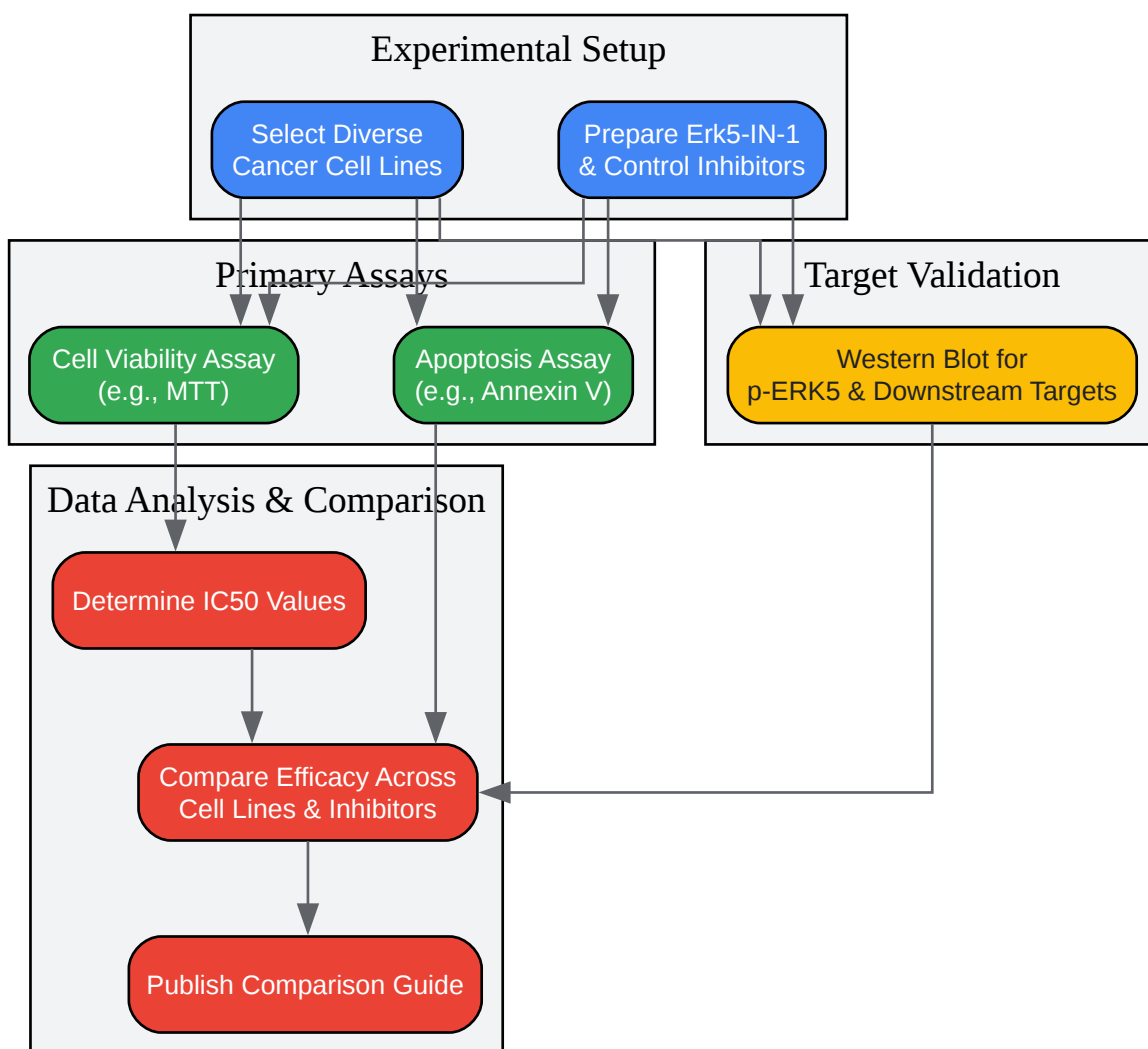 Experimental Setup
Select Diverse
Cancer Cell Lines
Prepare Erk5-IN-1
& Control Inhibitors
Primary Assays
Target Validation
Cell Viability Assay
(e.g., MTT)
Apoptosis Assay
(e.g., Annexin V)
Western Blot for
p-ERK5 & Downstream Targets
Data Analysis & Comparison
Determine IC50 Values
Compare Efficacy Across
Cell Lines & Inhibitors
Publish Comparison Guide